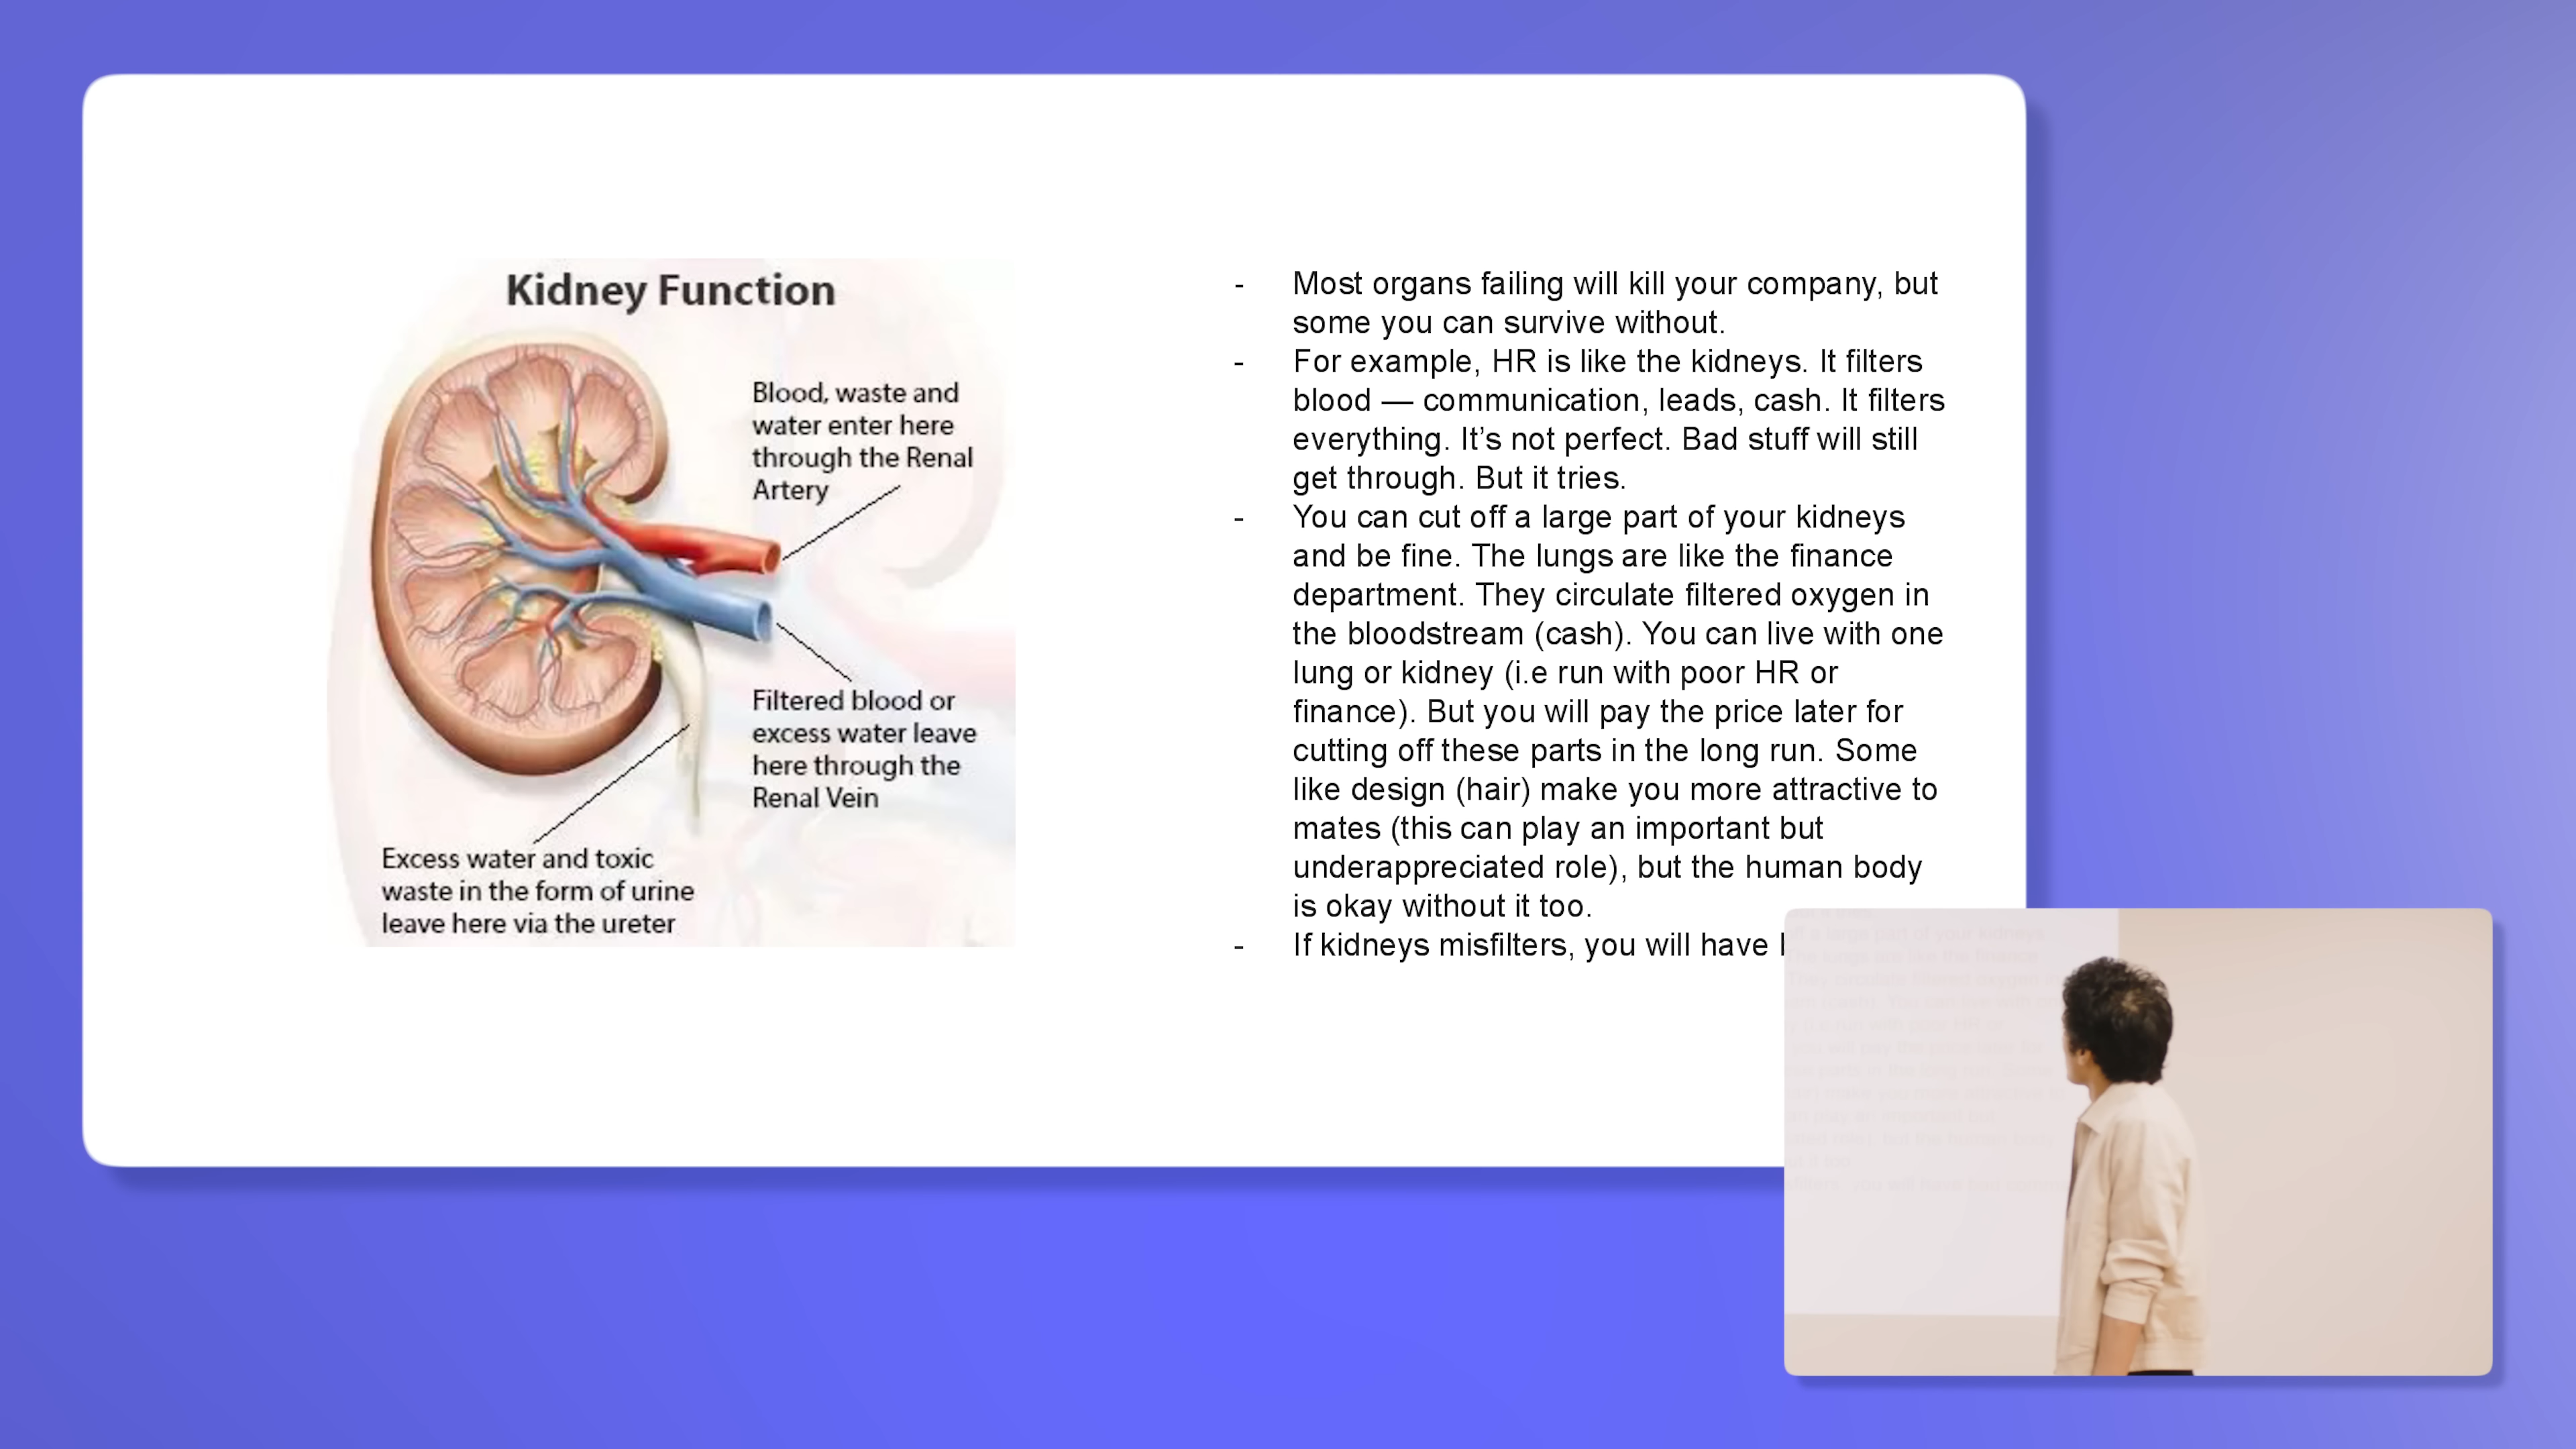 Kidney Function
Blood, waste and
water enter here
through the Renal
Artery
Filtered blood or
excess water leave
here through the
Renal Vein
Excess water and toxic
waste in the form of urine
leave here via the ureter
- Most organs failing will kill your company, but
some you can survive without.
- For example, HR is like the kidneys. It filters
blood — communication, leads, cash. It filters
everything. It’s not perfect. Bad stuff will still
get through. But it tries.
- You can cut off a large part of your kidneys
and be fine. The lungs are like the finance
department. They circulate filtered oxygen in
the bloodstream (cash). You can live with one
lung or kidney (i.e run with poor HR or
finance). But you will pay the price later for
cutting off these parts in the long run. Some
like design (hair) make you more attractive to
mates (this can play an important but
underappreciated role), but the human body
is okay without it too.
- If kidneys misfilters, you will have